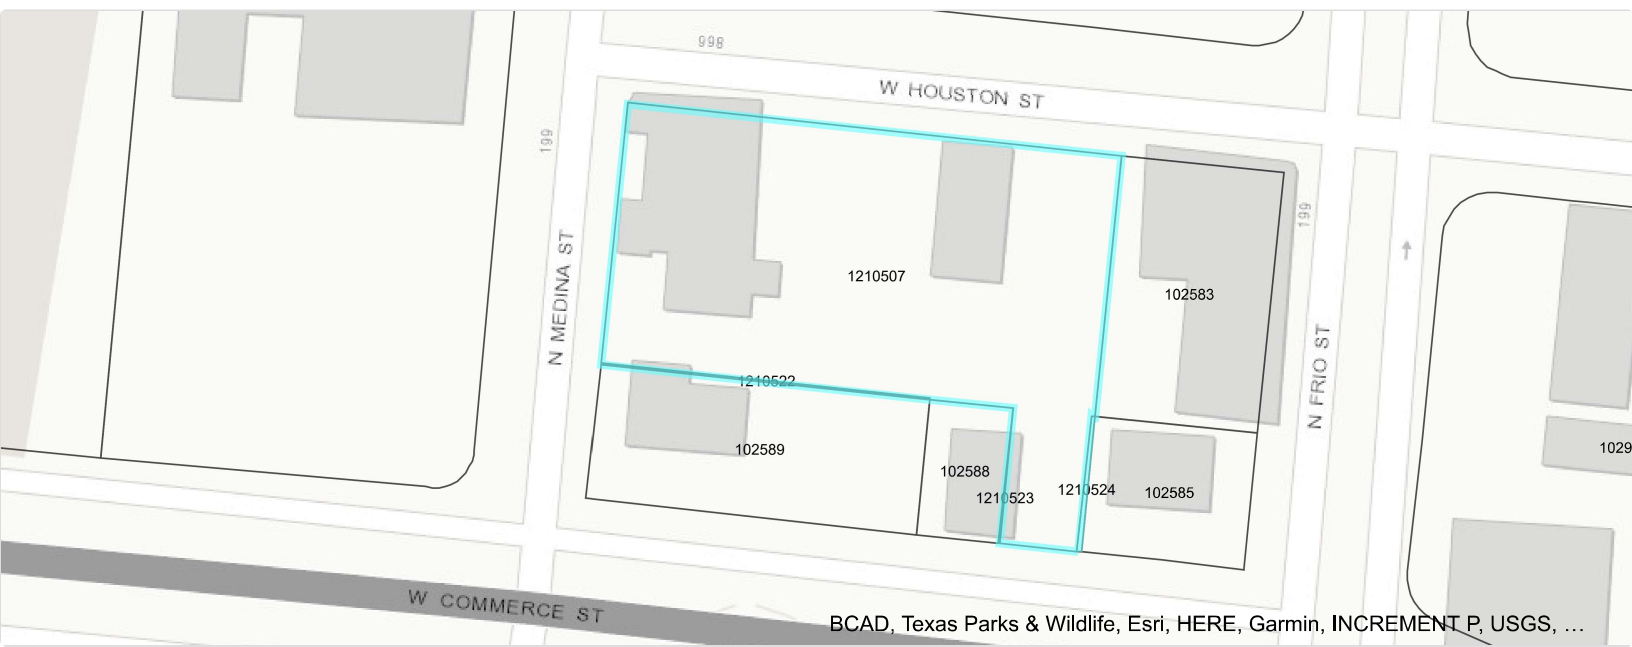 998
W HOUSTON ST
199
199
N MEDINA ST
1210507
102583
N FRIO ST
1210522
102589
102588
1210523
1210524
102585
1029
W COMMERCE ST
BCAD, Texas Parks & Wildlife, Esri, HERE, Garmin, INCREMENT P, USGS, …